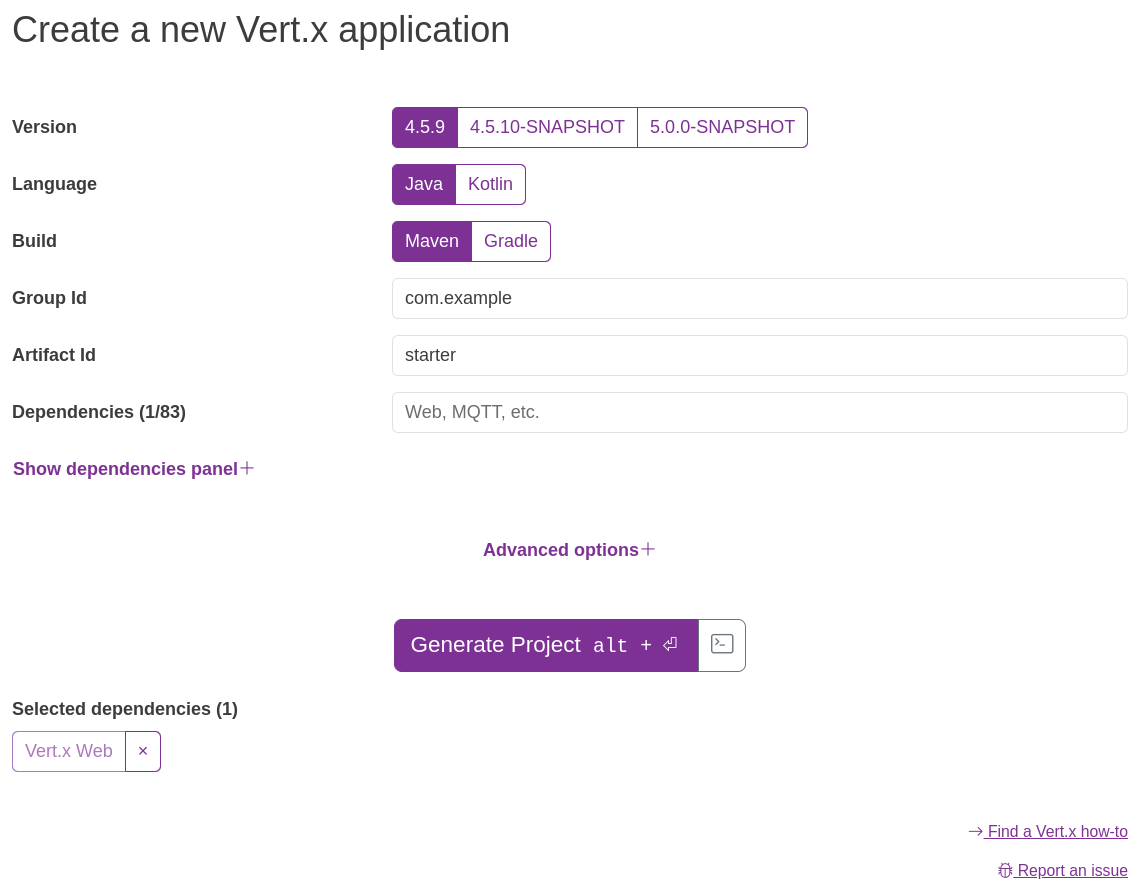 Create a new Vert.x application
Version 4.5.9 4.5.10-SNAPSHOT 5.0.0-SNAPSHOT
Language Java Kotlin
Build Maven Gradle
Group Id com.example
Artifact Id starter
Dependencies (1/83) Web, MQTT, etc.
Show dependencies panel+
Advanced options+
Generate Project alt + ⏎
Selected dependencies (1)
Vert.x Web ×
→ Find a Vert.x how-to
Report an issue